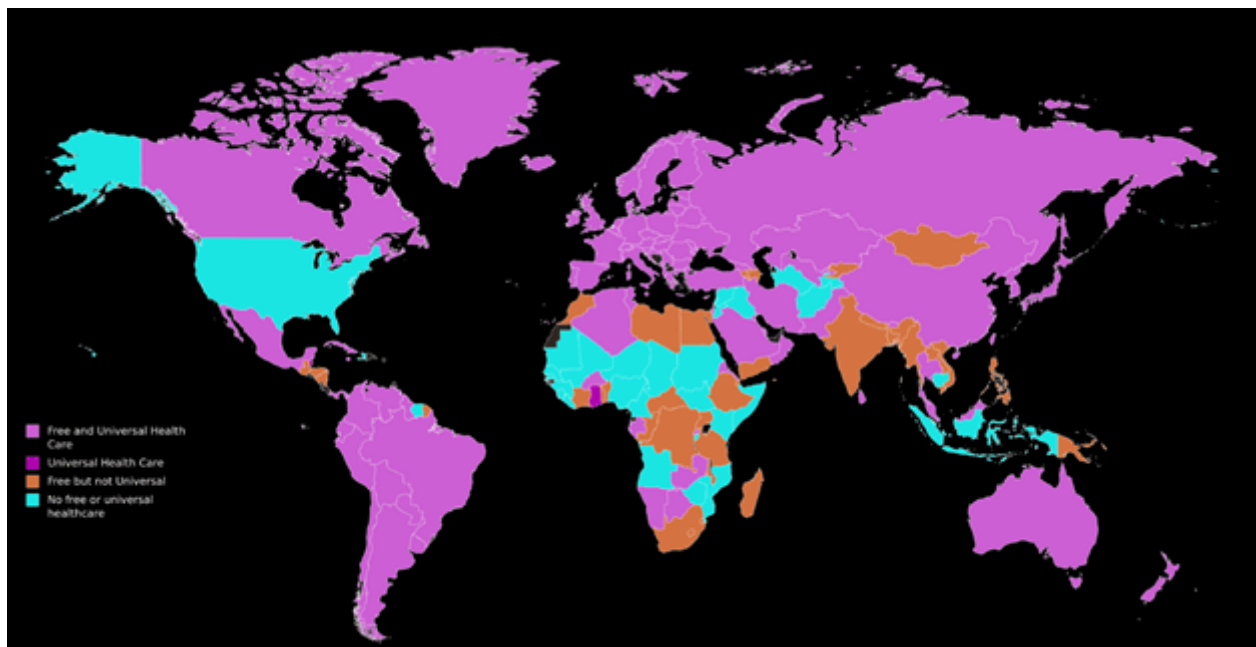 Free and Universal Health
Care
Universal Health Care
Free but not Universal
No free or universal
healthcare